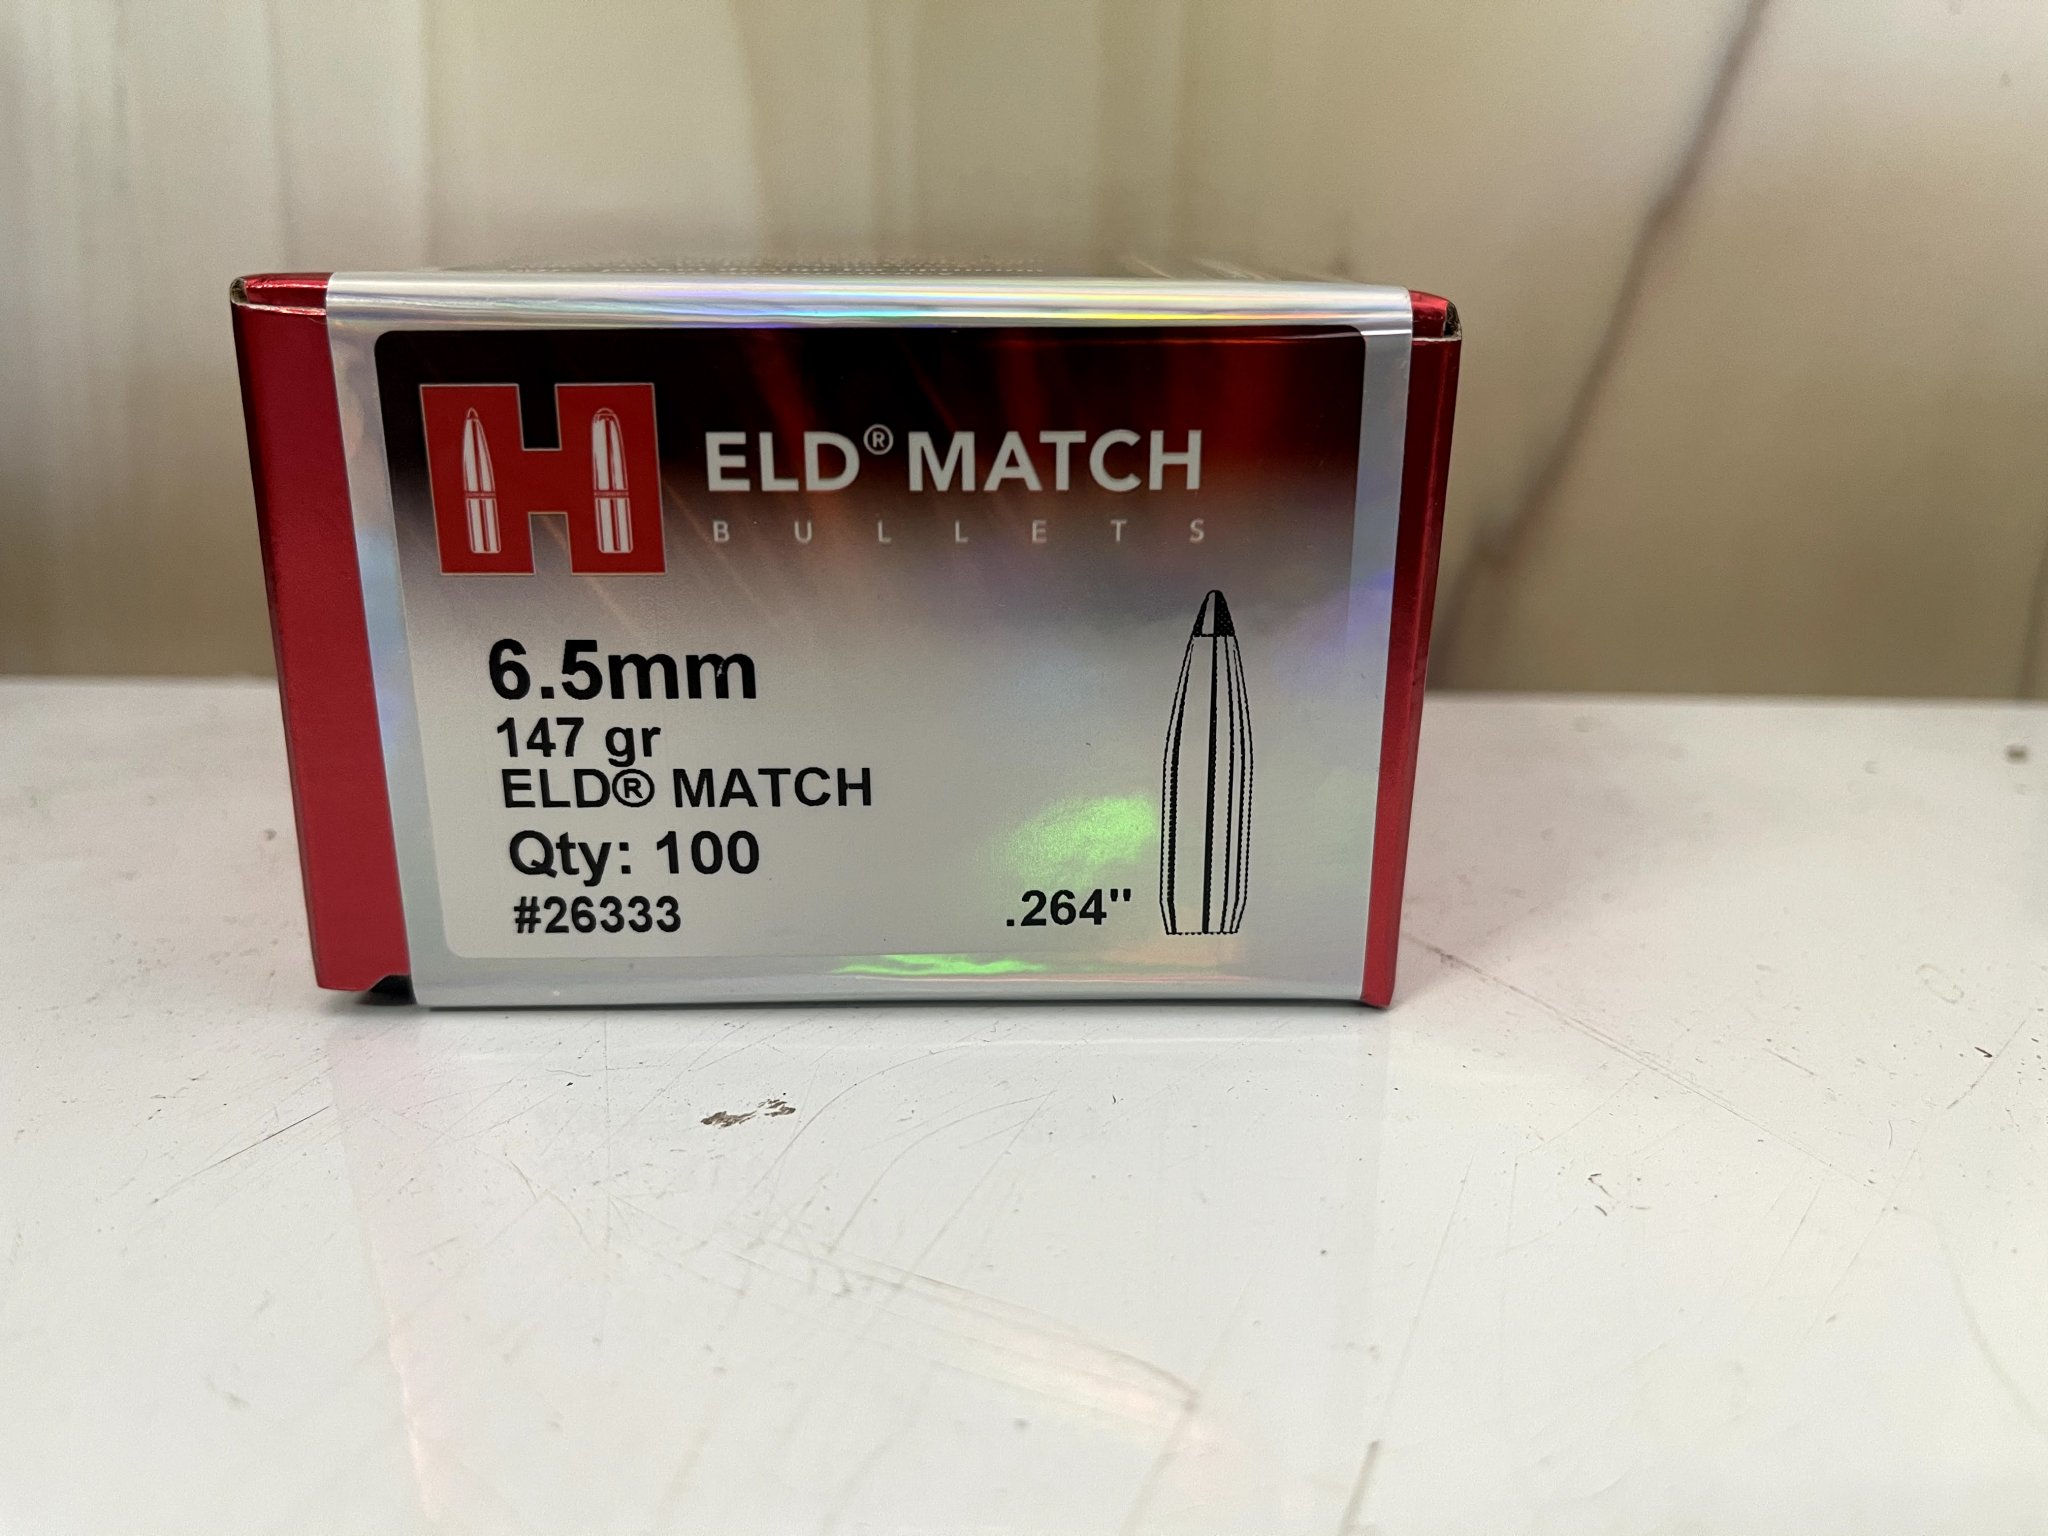 ELD® MATCH
BULLETS
6.5mm
147 gr
ELD® MATCH
Qty: 100
#26333
.264"